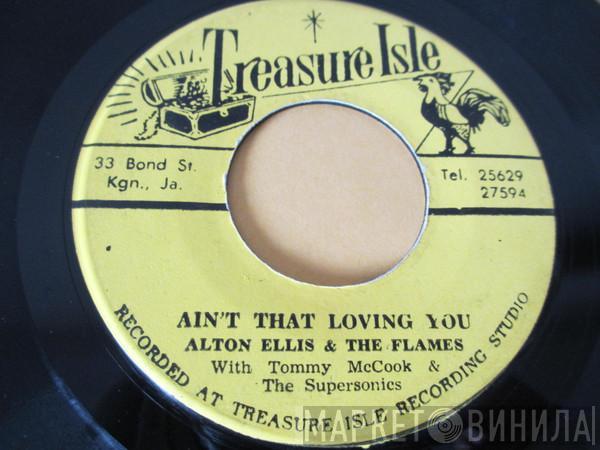 Treasure Isle
33 Bond St.
Kgn., Ja.
Tel. 25629
27594
AIN'T THAT LOVING YOU
ALTON ELLIS & THE FLAMES
With Tommy McCook &
The Supersonics
RECORDED AT TREASURE ISLE RECORDING STUDIO
МАРКЕТ ВИНИЛА